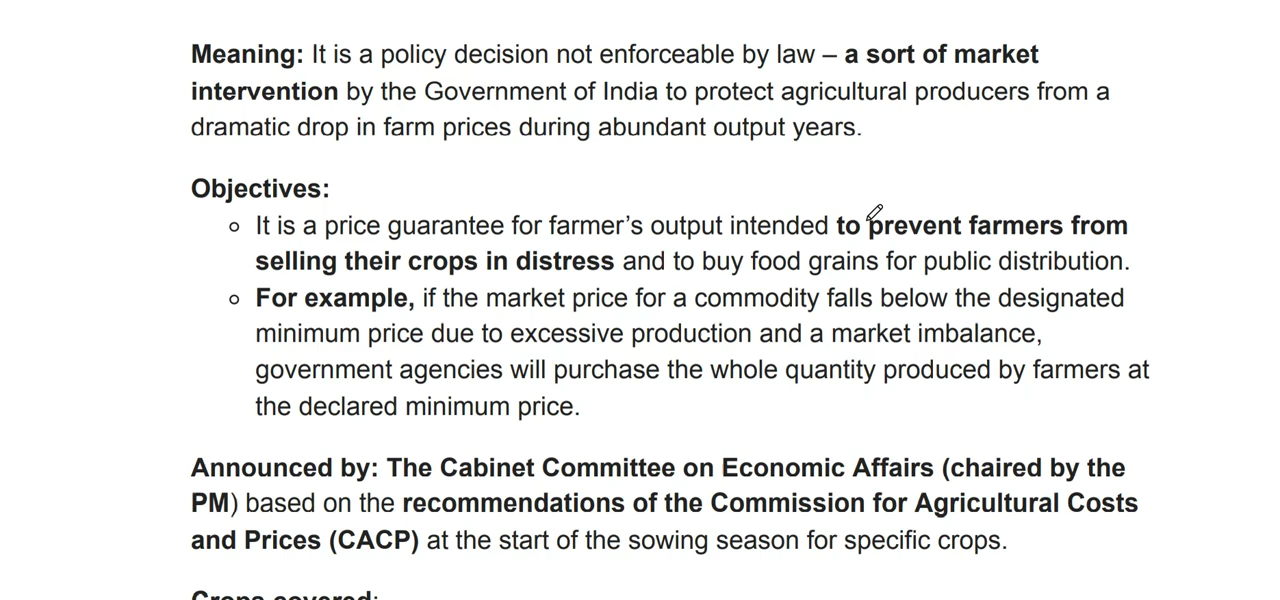 Meaning: It is a policy decision not enforceable by law – a sort of market
intervention by the Government of India to protect agricultural producers from a
dramatic drop in farm prices during abundant output years.
Objectives:
○ It is a price guarantee for farmer’s output intended to prevent farmers from
selling their crops in distress and to buy food grains for public distribution.
○ For example, if the market price for a commodity falls below the designated
minimum price due to excessive production and a market imbalance,
government agencies will purchase the whole quantity produced by farmers at
the declared minimum price.
Announced by: The Cabinet Committee on Economic Affairs (chaired by the
PM) based on the recommendations of the Commission for Agricultural Costs
and Prices (CACP) at the start of the sowing season for specific crops.
Crops covered: